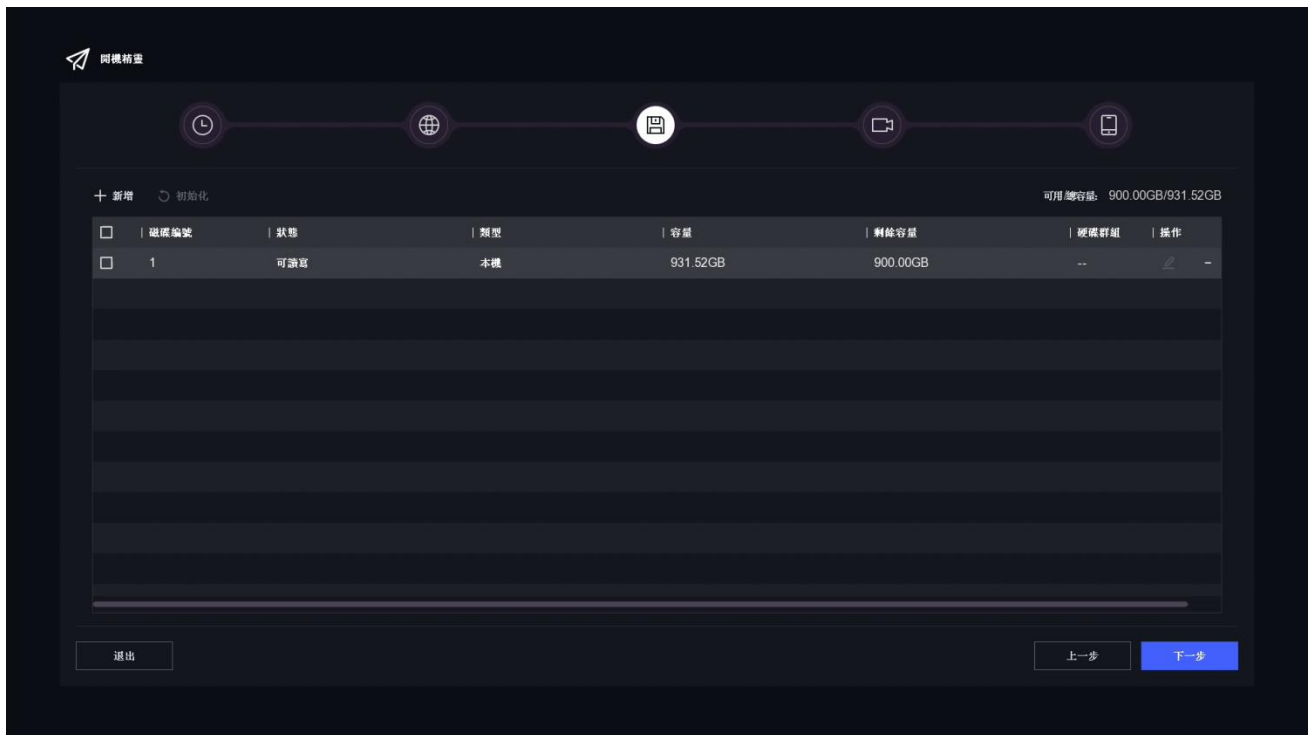 開機精靈
新增 初始化 可用/總容量: 900.00GB/931.52GB
磁碟編號 | 狀態 | 類型 | 容量 | 剩餘容量 | 硬碟群組 | 操作
1 可讀寫 本機 931.52GB 900.00GB -- –
退出 上一步 下一步